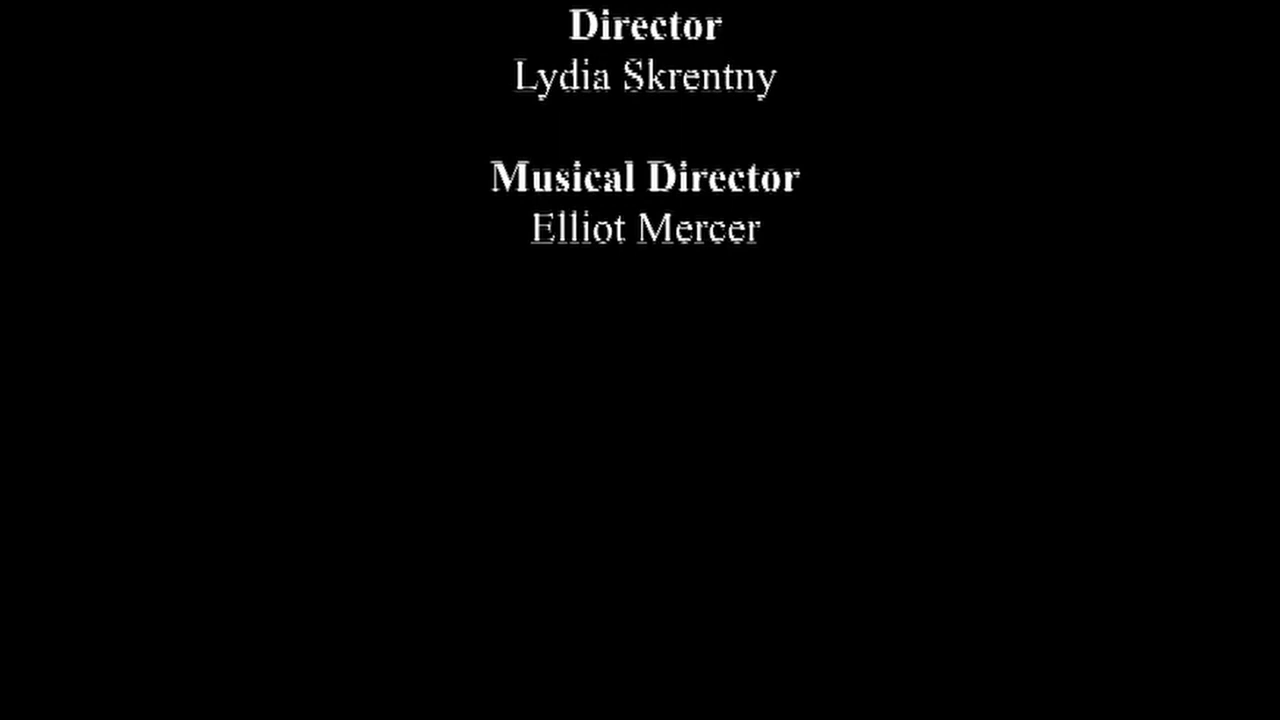 Director
Lydia Skrentny
Musical Director
Elliot Mercer